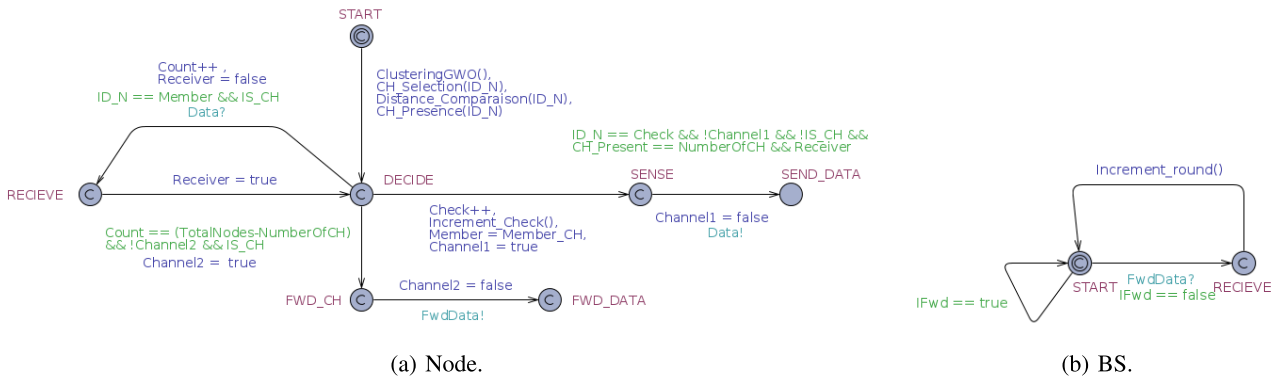 START
Count++ ,
Receiver = false
ID_N == Member && IS_CH
Data?
ClusteringGWO(),
CH_Selection(ID_N),
Distance_Comparaison(ID_N),
CH_Presence(ID_N)
ID_N == Check && !Channel1 && !IS_CH &&
CH_Present == NumberOfCH && Receiver
RECIEVE
C
Receiver = true
C
DECIDE
C
SENSE
C
SEND_DATA
Check++,
Increment_Check(),
Member = Member_CH,
Channel1 = true
Channel1 = false
Data!
Count == (TotalNodes-NumberOfCH)
&& !Channel2 && IS_CH
Channel2 = true
FWD_CH
C
Channel2 = false
FwdData!
C
FWD_DATA
(a) Node.
Increment_round()
C
START
IFwd == true
FwdData?
IFwd == false
C
RECIEVE
(b) BS.